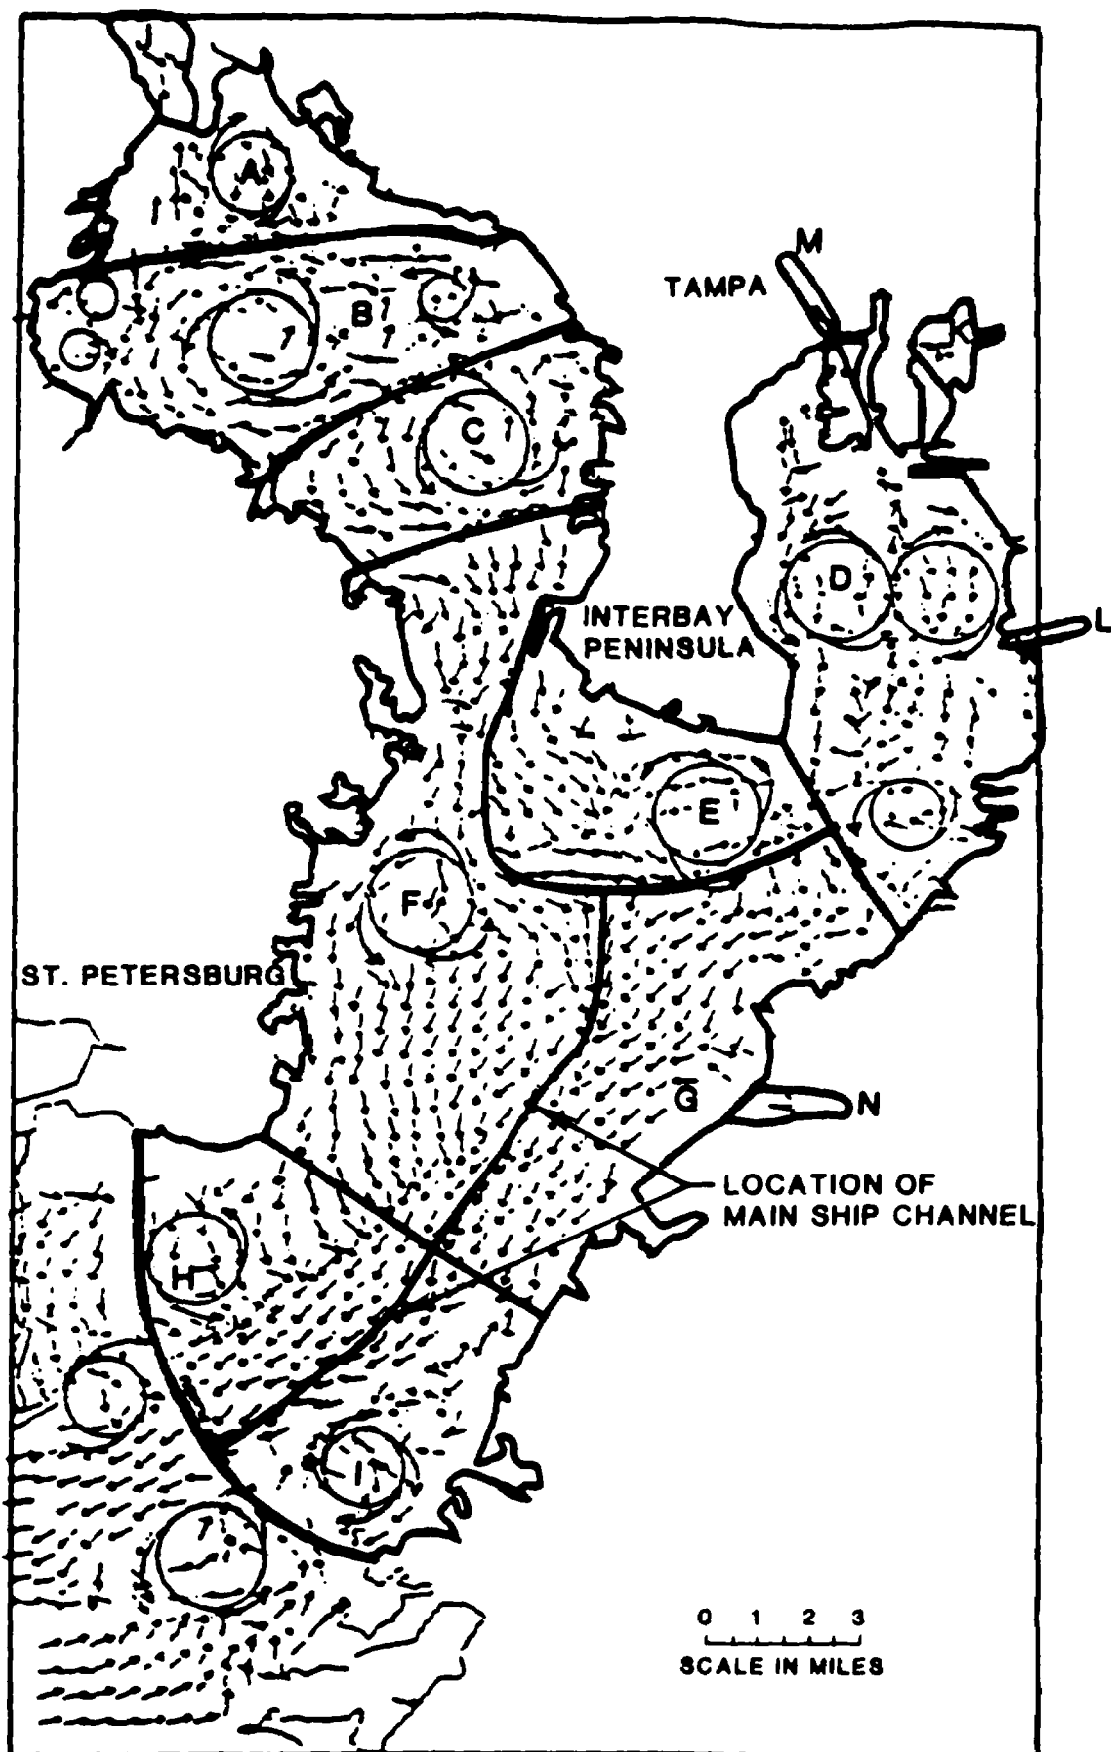 A
M
TAMPA
B
C
D
L
INTERBAY
PENINSULA
E
F
ST. PETERSBURG
G
N
LOCATION OF
MAIN SHIP CHANNEL
H
I
0 1 2 3
SCALE IN MILES